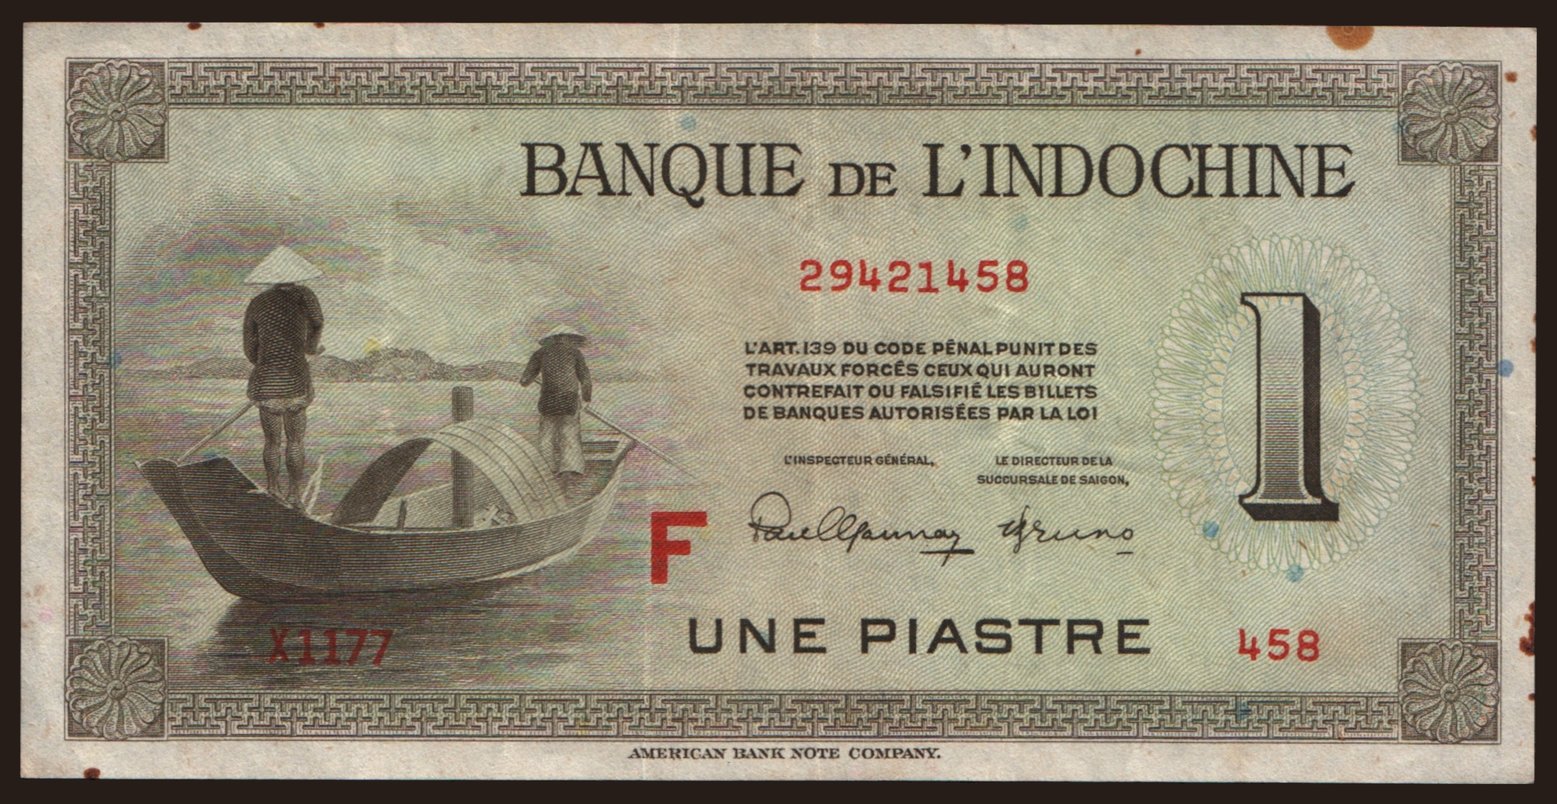 BANQUE DE L'INDOCHINE
29421458
L'ART. 139 DU CODE PÉNAL PUNIT DES
TRAVAUX FORCÉS CEUX QUI AURONT
CONTREFAIT OU FALSIFIÉ LES BILLETS
DE BANQUES AUTORISÉES PAR LA LOI
L'INSPECTEUR GÉNÉRAL,
LE DIRECTEUR DE LA
SUCCURSALE DE SAIGON,
1
F
UNE PIASTRE
X1177
458
AMERICAN BANK NOTE COMPANY.